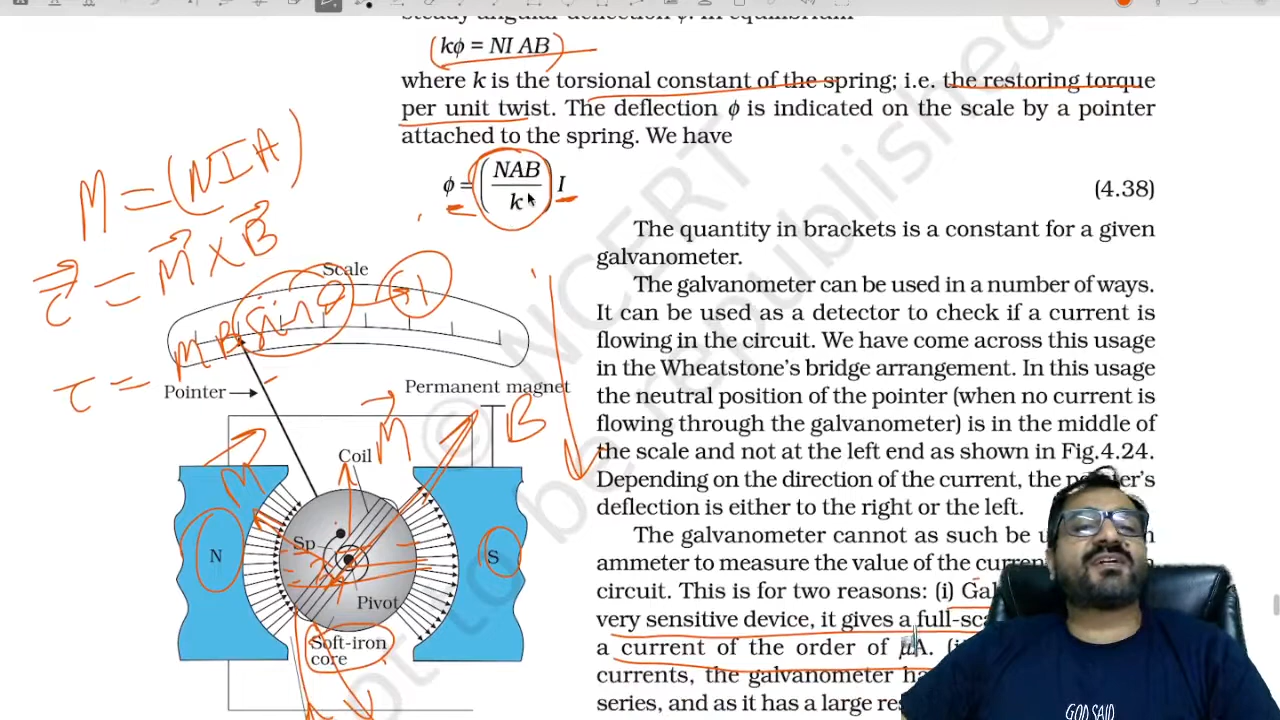 steady angular deflection ϕ. In equilibrium
kϕ = NI AB
where k is the torsional constant of the spring; i.e. the restoring torque
per unit twist. The deflection ϕ is indicated on the scale by a pointer
attached to the spring. We have
ϕ = (NAB/k) I
(4.38)
M = (NIA)
τ = M × B
τ = M B sin θ
1
Scale
Pointer
Permanent magnet
Coil
M
B
M
N
S
Sp
Pivot
Soft-iron
core
The quantity in brackets is a constant for a given
galvanometer.
The galvanometer can be used in a number of ways.
It can be used as a detector to check if a current is
flowing in the circuit. We have come across this usage
in the Wheatstone's bridge arrangement. In this usage
the neutral position of the pointer (when no current is
flowing through the galvanometer) is in the middle of
the scale and not at the left end as shown in Fig.4.24.
Depending on the direction of the current, the pointer's
deflection is either to the right or the left.
The galvanometer cannot as such be
ammeter to measure the value of the
circuit. This is for two reasons: (i)
very sensitive device, it gives a
a current of the order of μA.
currents, the galvanometer
series, and as it has a large
© NCERT
not to be republished
GOD SAID